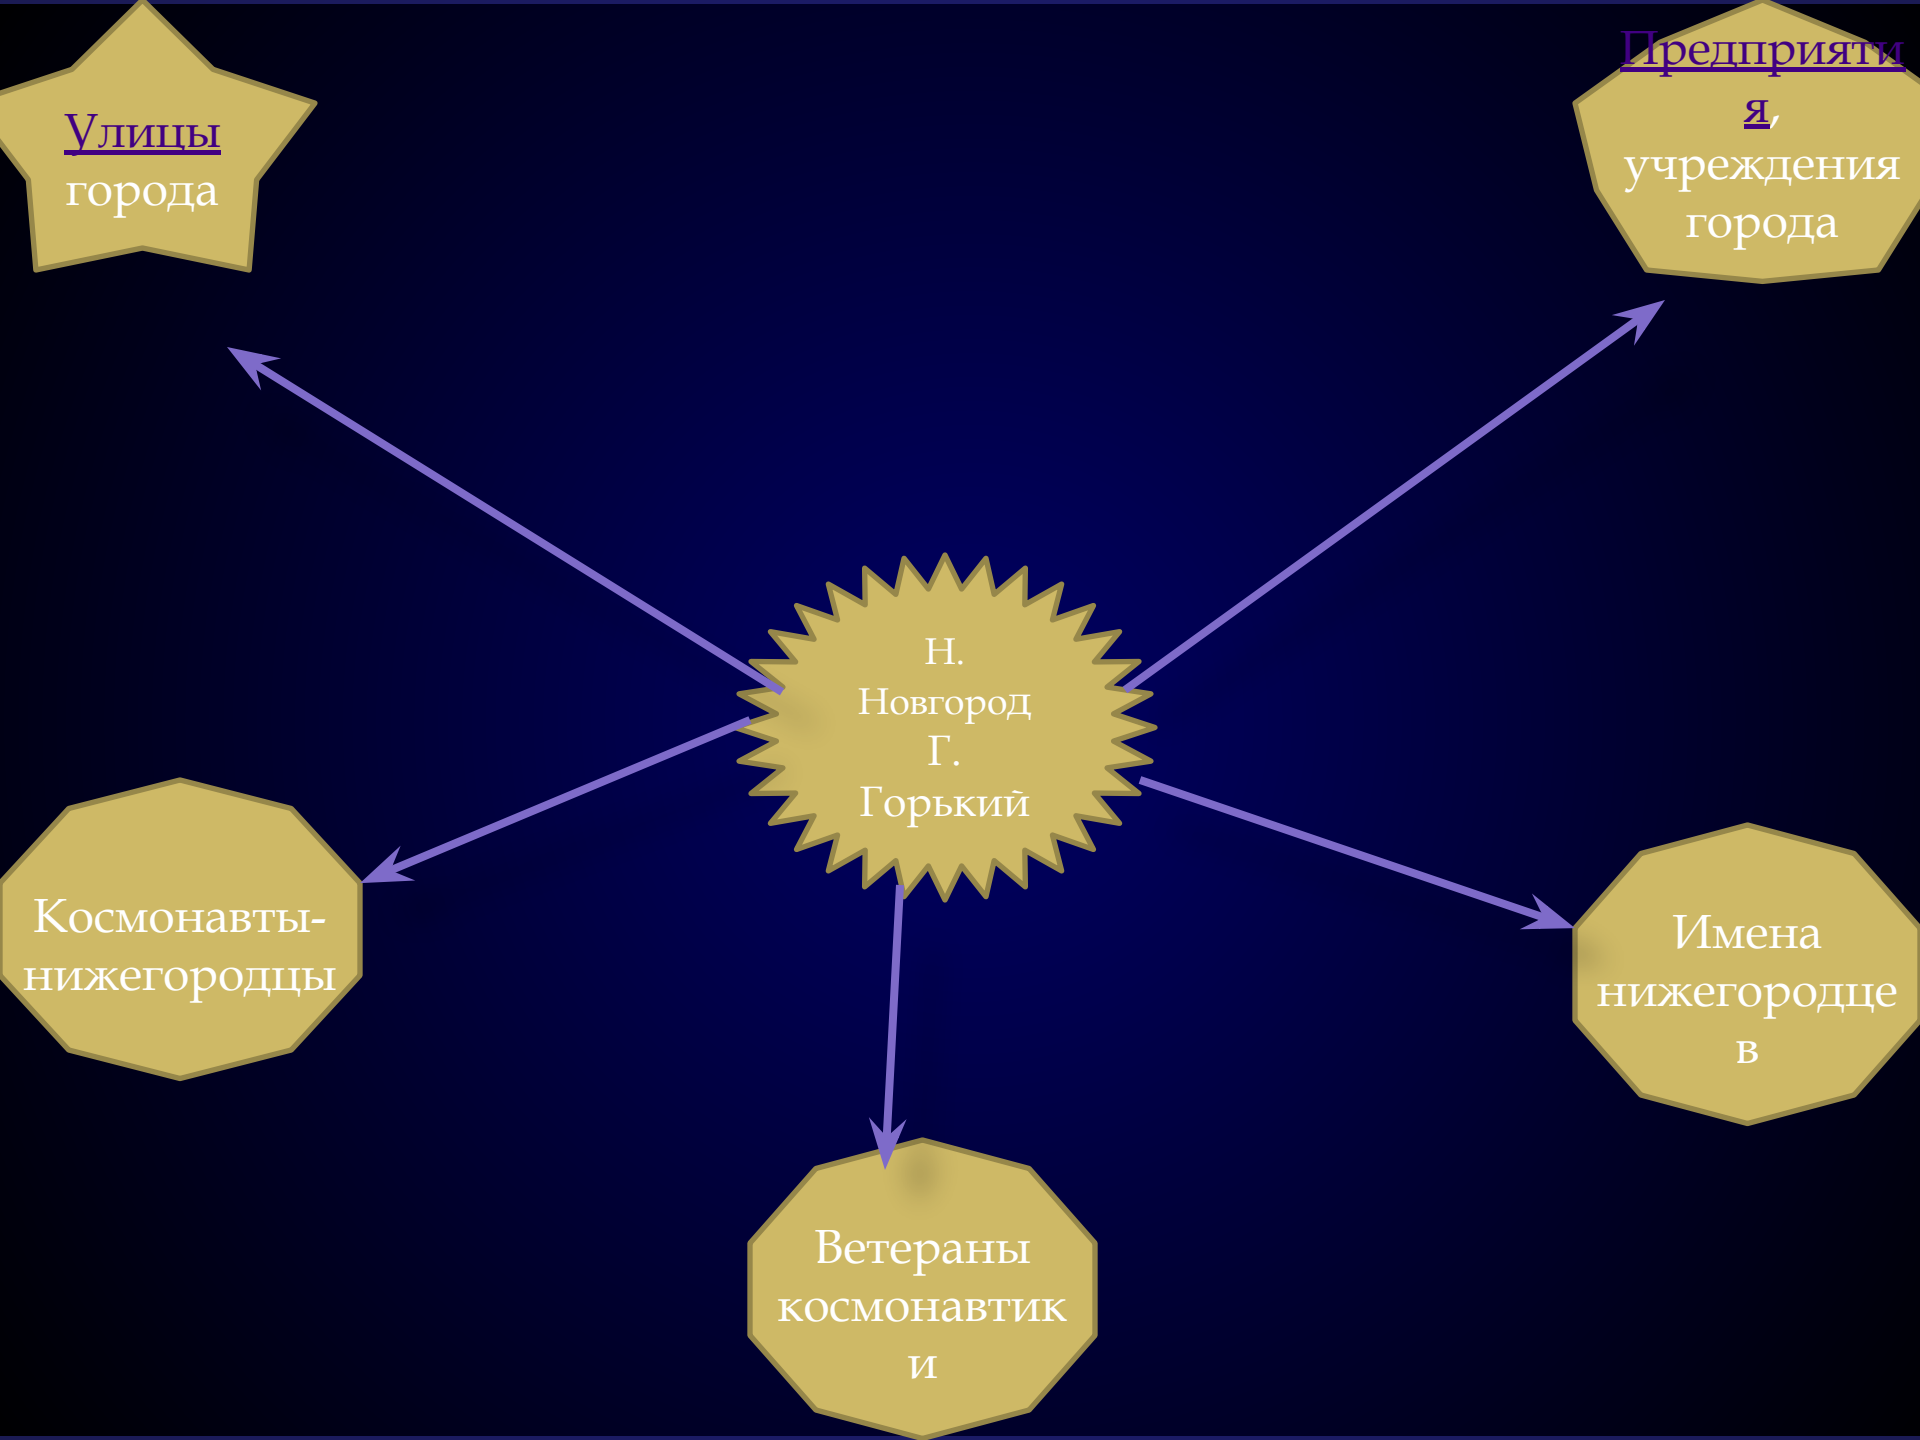 Улицы
города
Предприяти
я,
учреждения
города
Н.
Новгород
Г.
Горький
Космонавты-
нижегородцы
Имена
нижегородце
в
Ветераны
космонавтик
и